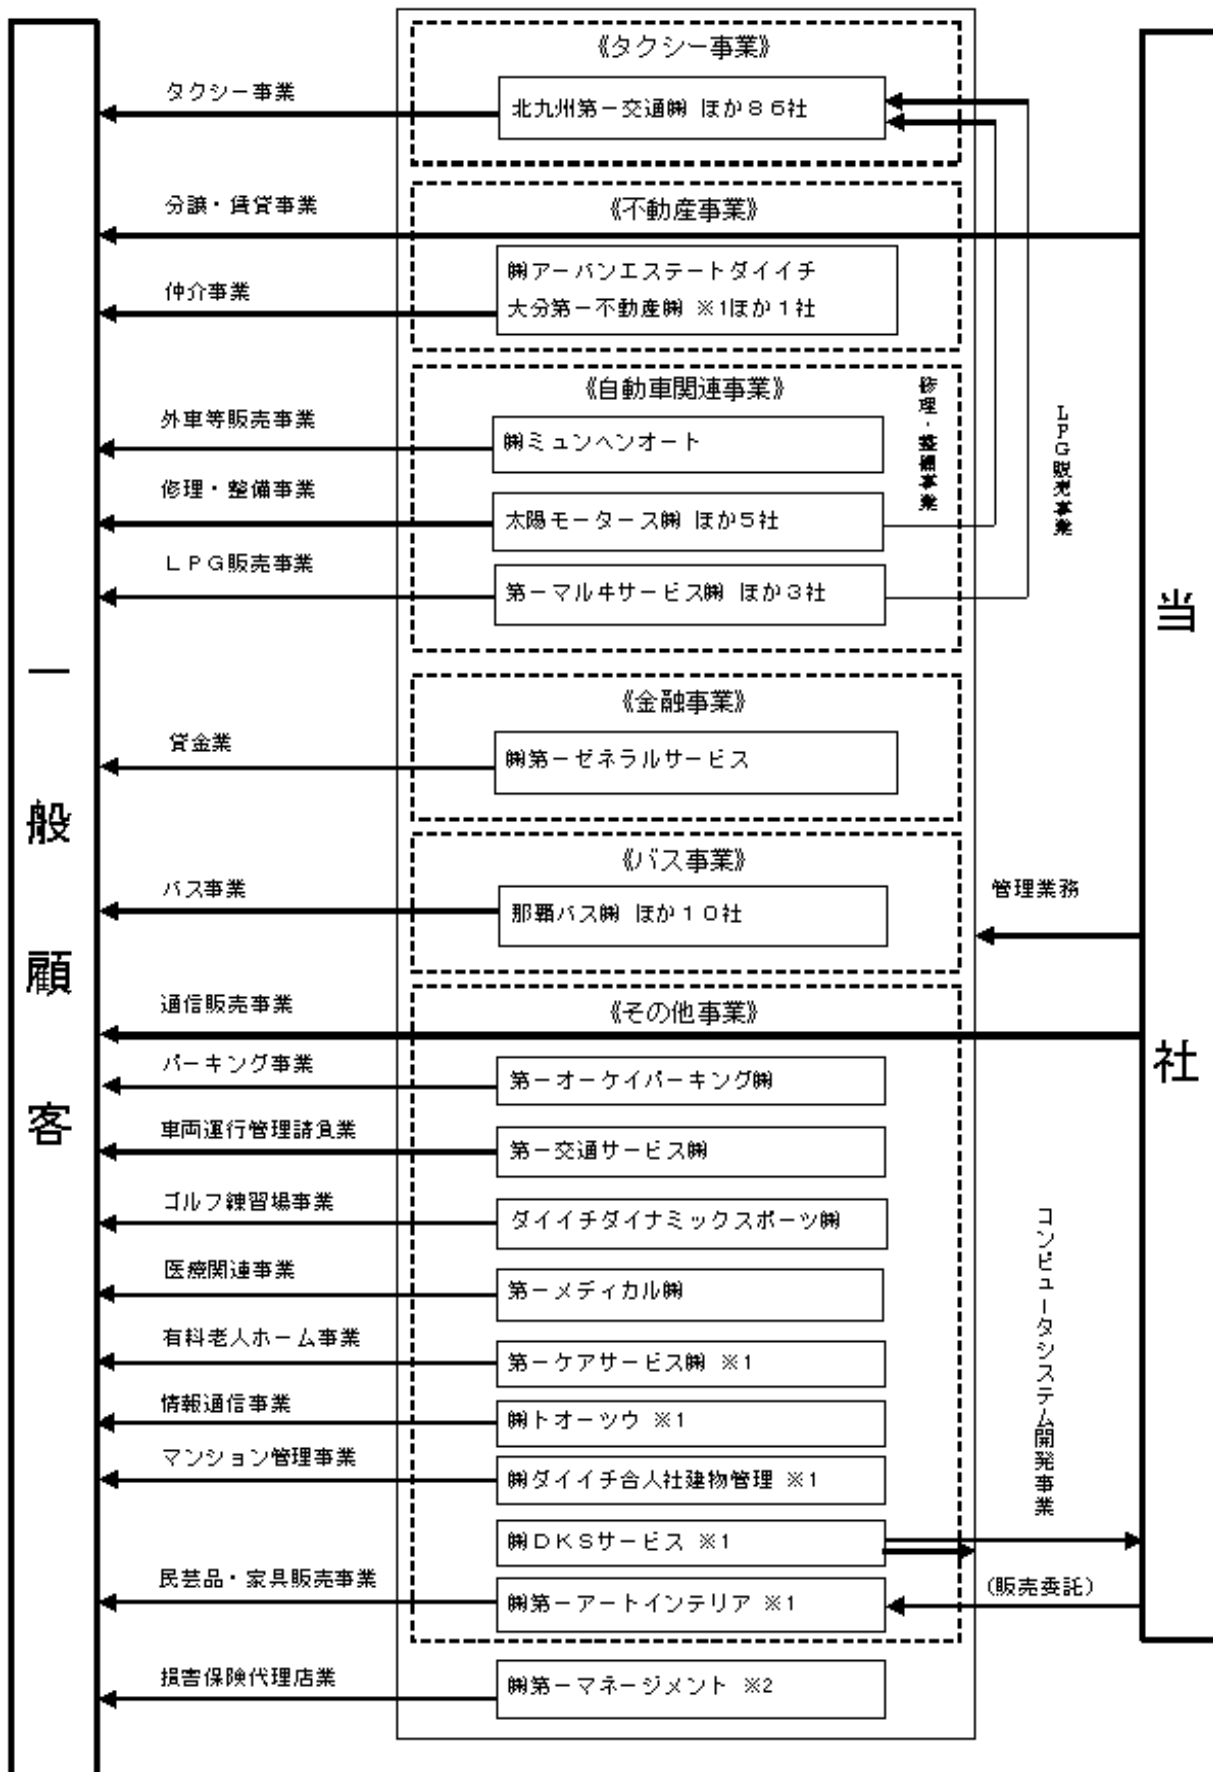 《タクシー事業》
タクシー事業
北九州第一交通㈱ ほか８６社
分譲・賃貸事業
《不動産事業》
㈱アーバンエステートダイイチ
仲介事業
大分第一不動産㈱ ※1ほか１社
《自動車関連事業》
修理・整備事業
LPG販売事業
外車等販売事業
㈱ミュンヘンオート
修理・整備事業
太陽モータース㈱ ほか５社
ＬＰＧ販売事業
第一マルヰサービス㈱ ほか３社
一般顧客
当社
《金融事業》
貸金業
㈱第一ゼネラルサービス
《バス事業》
バス事業
那覇バス㈱ ほか１０社
管理業務
通信販売事業
《その他事業》
パーキング事業
第一オーケイパーキング㈱
車両運行管理請負業
第一交通サービス㈱
ゴルフ練習場事業
ダイイチダイナミックスポーツ㈱
コンピュータシステム開発事業
医療関連事業
第一メディカル㈱
有料老人ホーム事業
第一ケアサービス㈱ ※1
情報通信事業
㈱トオーツウ ※1
マンション管理事業
㈱ダイイチ合人社建物管理 ※1
㈱ＤＫＳサービス ※1
民芸品・家具販売事業
㈱第一アートインテリア ※1
（販売委託）
損害保険代理店業
㈱第一マネージメント ※2